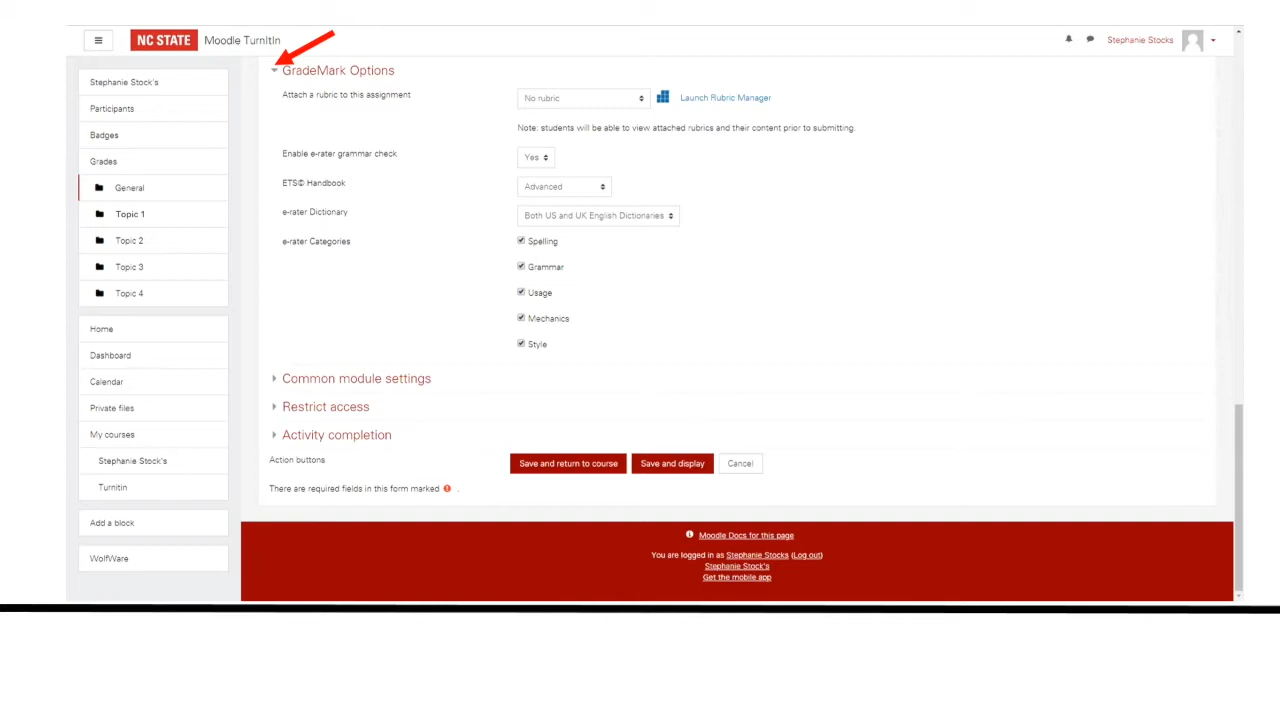 NC STATE Moodle TurnItIn
Stephanie Stocks
Stephanie Stock's
Participants
Badges
Grades
General
Topic 1
Topic 2
Topic 3
Topic 4
Home
Dashboard
Calendar
Private files
My courses
Stephanie Stock's
Turnitin
Add a block
WolfWare
GradeMark Options
Attach a rubric to this assignment No rubric Launch Rubric Manager
Note: students will be able to view attached rubrics and their content prior to submitting.
Enable e-rater grammar check Yes
ETS© Handbook Advanced
e-rater Dictionary Both US and UK English Dictionaries
e-rater Categories Spelling
Grammar
Usage
Mechanics
Style
Common module settings
Restrict access
Activity completion
Action buttons Save and return to course Save and display Cancel
There are required fields in this form marked .
Moodle Docs for this page
You are logged in as Stephanie Stocks (Log out)
Stephanie Stock's
Get the mobile app